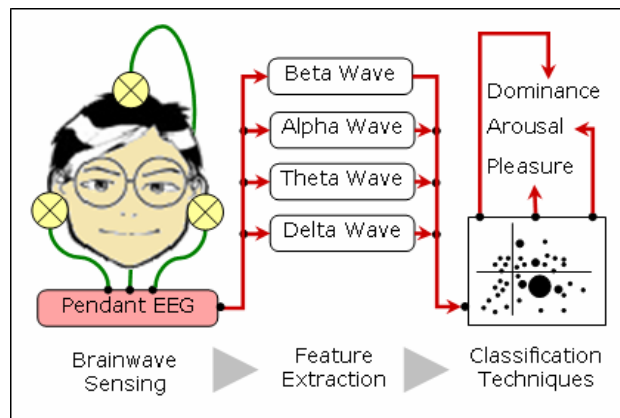 Beta Wave
Alpha Wave
Theta Wave
Delta Wave
Dominance
Arousal
Pleasure
Pendant EEG
Brainwave
Sensing
Feature
Extraction
Classification
Techniques